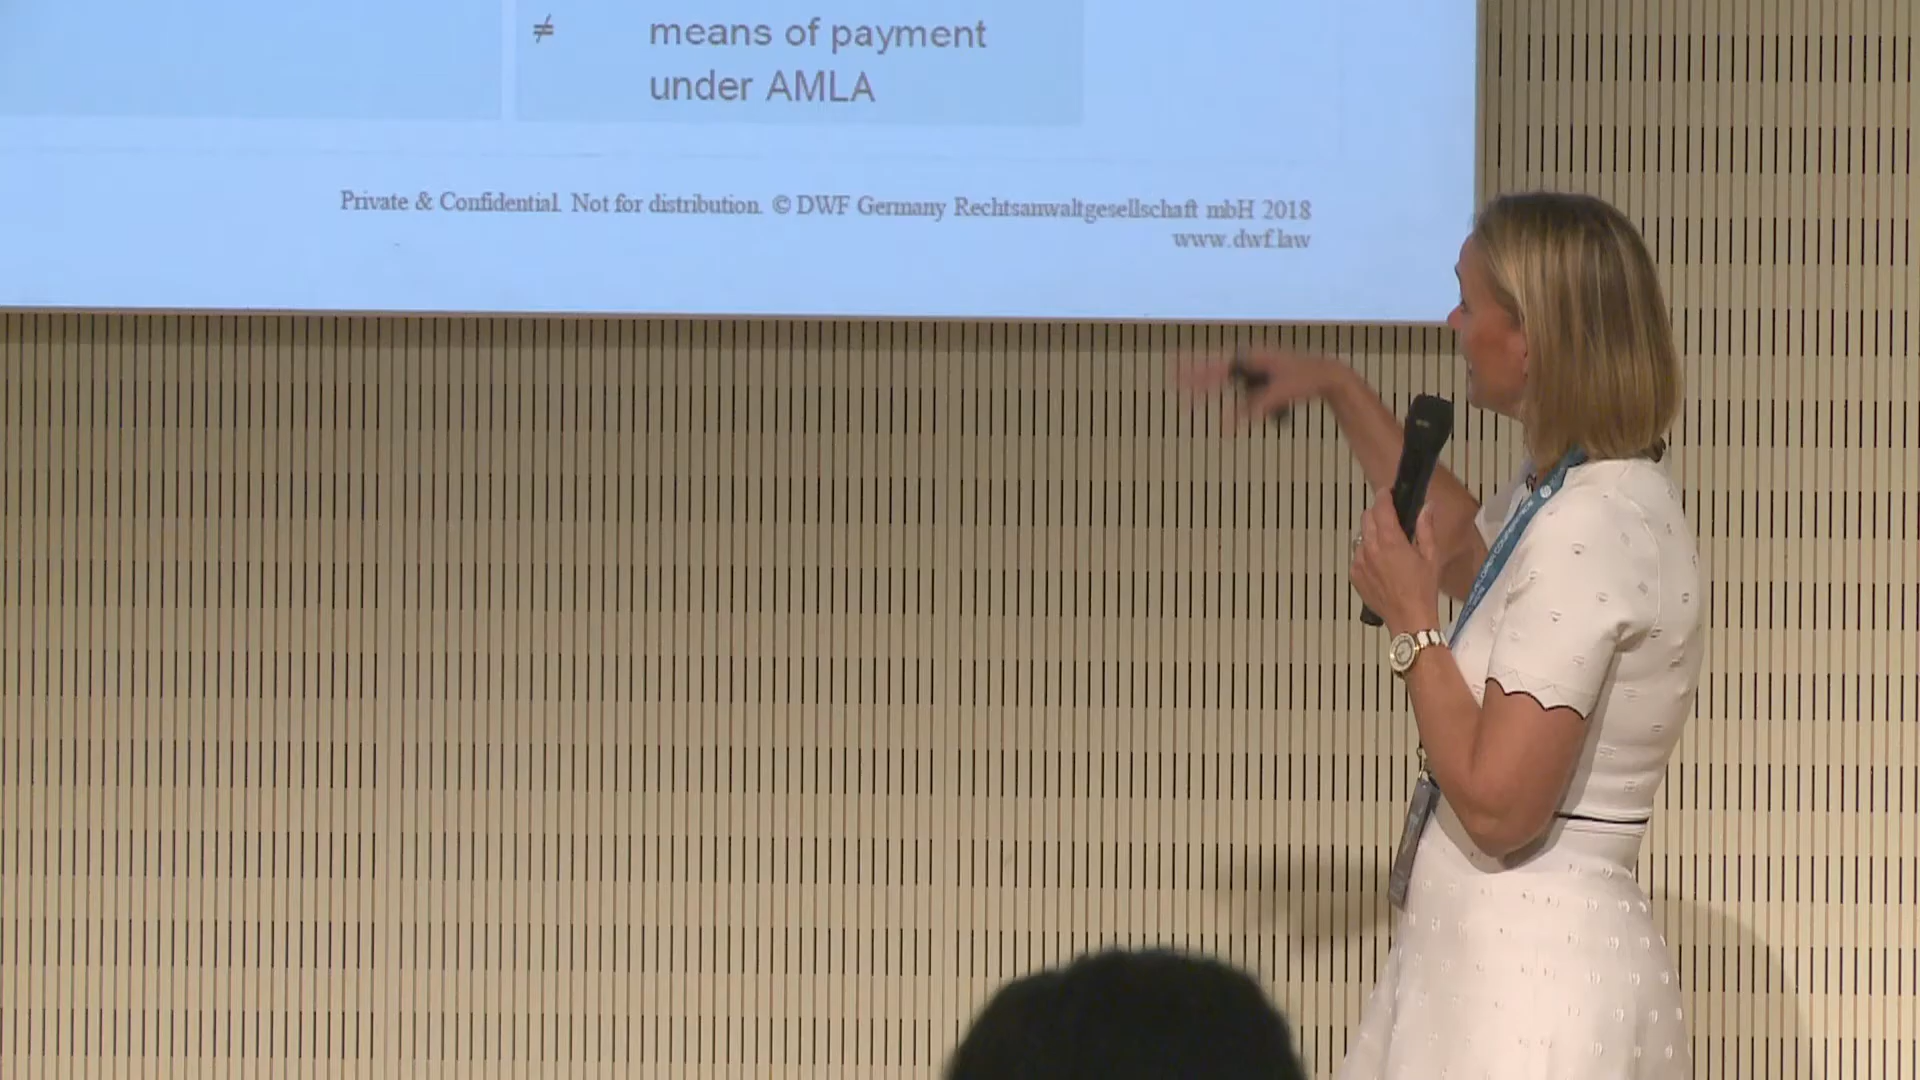 ≠ means of payment
under AMLA
Private & Confidential. Not for distribution. © DWF Germany Rechtsanwaltgesellschaft mbH 2018
www.dwf.law